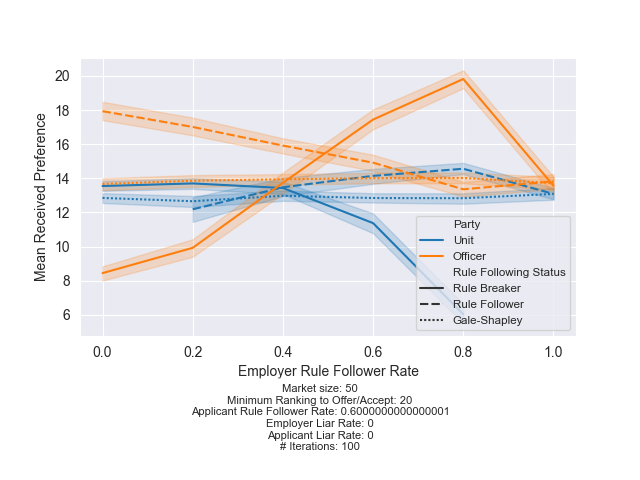 20
18
16
14
12
10
8
6
Mean Received Preference
Party
Unit
Officer
Rule Following Status
Rule Breaker
Rule Follower
Gale-Shapley
0.0 0.2 0.4 0.6 0.8 1.0
Employer Rule Follower Rate
Market size: 50
Minimum Ranking to Offer/Accept: 20
Applicant Rule Follower Rate: 0.6000000000000001
Employer Liar Rate: 0
Applicant Liar Rate: 0
# Iterations: 100